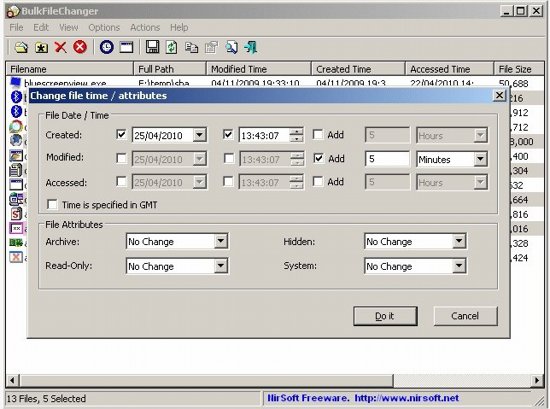 BulkFileChanger
File Edit View Options Actions Help
Filename Full Path Modified Time Created Time Accessed Time File Size
bluescreenview.exe E:\temp\sha 04/11/2009 19:33:10 04/11/2009 19:3 22/04/2010 14: 50,688
Change file time / attributes
216
File Date / Time
,912
Created: 25/04/2010 13:43:07 Add 5 Hours
,712
,000
Modified: 25/04/2010 13:43:07 Add 5 Minutes
,400
,304
Accessed: 25/04/2010 13:43:07 Add 5 Hours
632
Time is specified in GMT
,664
,816
File Attributes
,016
Archive: No Change Hidden: No Change
,328
Read-Only: No Change System: No Change
,424
Do it Cancel
13 Files, 5 Selected NirSoft Freeware. http://www.nirsoft.net